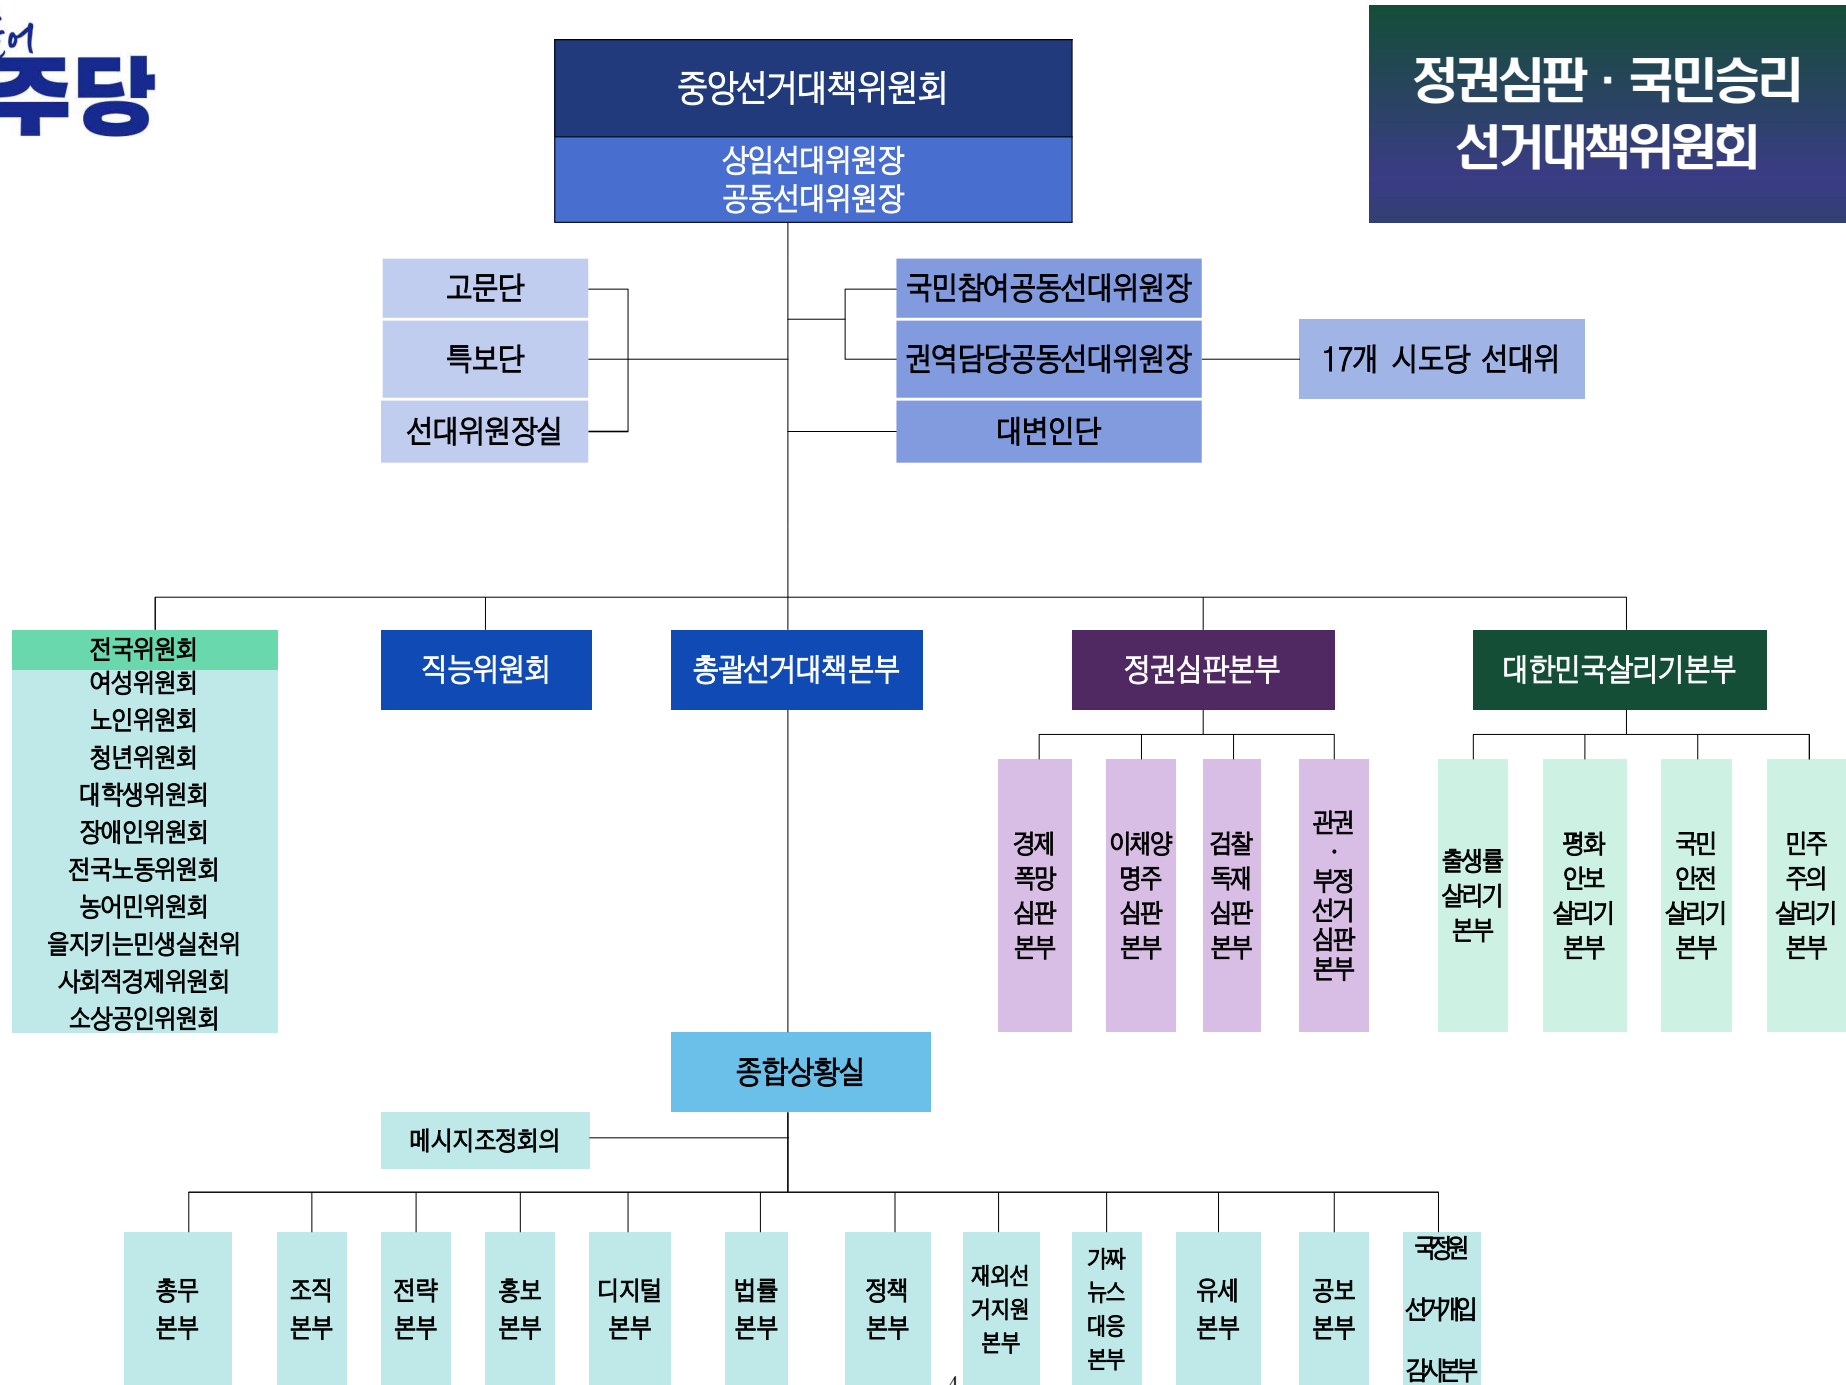 주당
정권심판 · 국민승리
선거대책위원회
중앙선거대책위원회
상임선대위원장
공동선대위원장
고문단
특보단
선대위원장실
국민참여공동선대위원장
권역담당공동선대위원장
대변인단
17개 시도당 선대위
전국위원회
여성위원회
노인위원회
청년위원회
대학생위원회
장애인위원회
전국노동위원회
농어민위원회
을지키는민생실천위
사회적경제위원회
소상공인위원회
직능위원회
총괄선거대책본부
정권심판본부
대한민국살리기본부
경제
폭망
심판
본부
이채양
명주
심판
본부
검찰
독재
심판
본부
관권
·
부정
선거
심판
본부
출생률
살리기
본부
평화
안보
살리기
본부
국민
안전
살리기
본부
민주
주의
살리기
본부
종합상황실
메시지조정회의
총무
본부
조직
본부
전략
본부
홍보
본부
디지털
본부
법률
본부
정책
본부
재외선
거지원
본부
가짜
뉴스
대응
본부
유세
본부
공보
본부
국정원
선거개입
감시본부
4